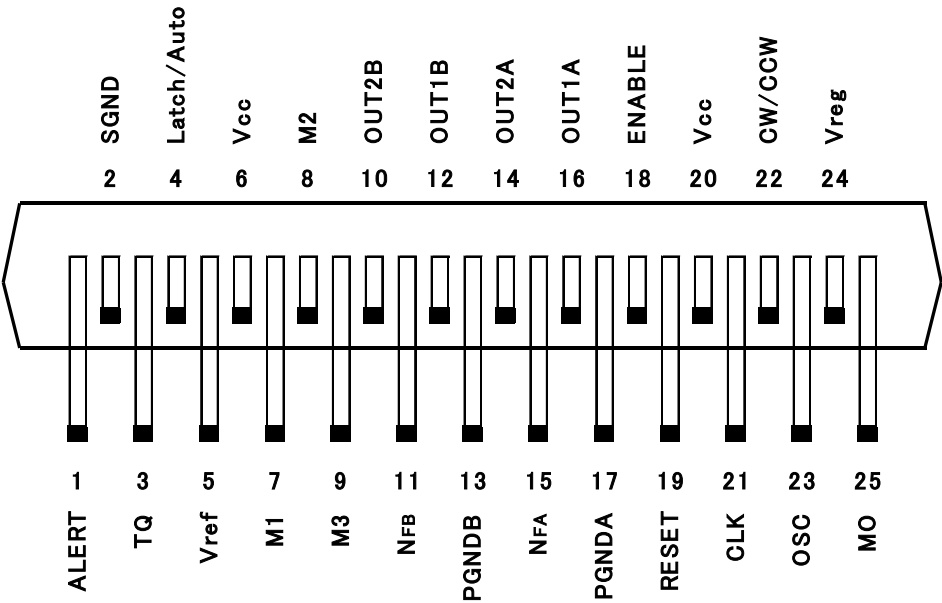 SGND Latch/Auto Vcc M2 OUT2B OUT1B OUT2A OUT1A ENABLE Vcc CW/CCW Vreg
2 4 6 8 10 12 14 16 18 20 22 24
1 3 5 7 9 11 13 15 17 19 21 23 25
ALERT TQ Vref M1 M3 NFB PGNDB NFA PGNDA RESET CLK OSC MO